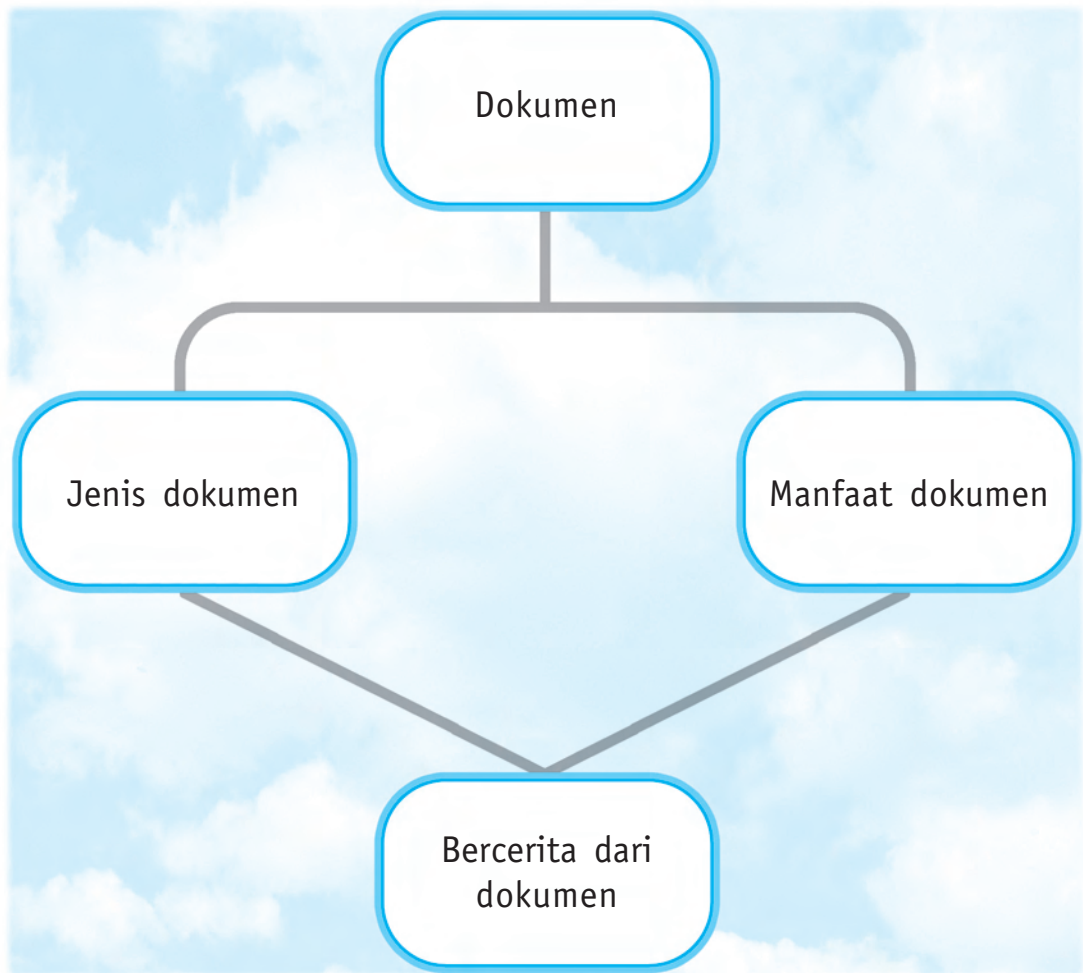 Dokumen
Jenis dokumen
Manfaat dokumen
Bercerita dari
dokumen